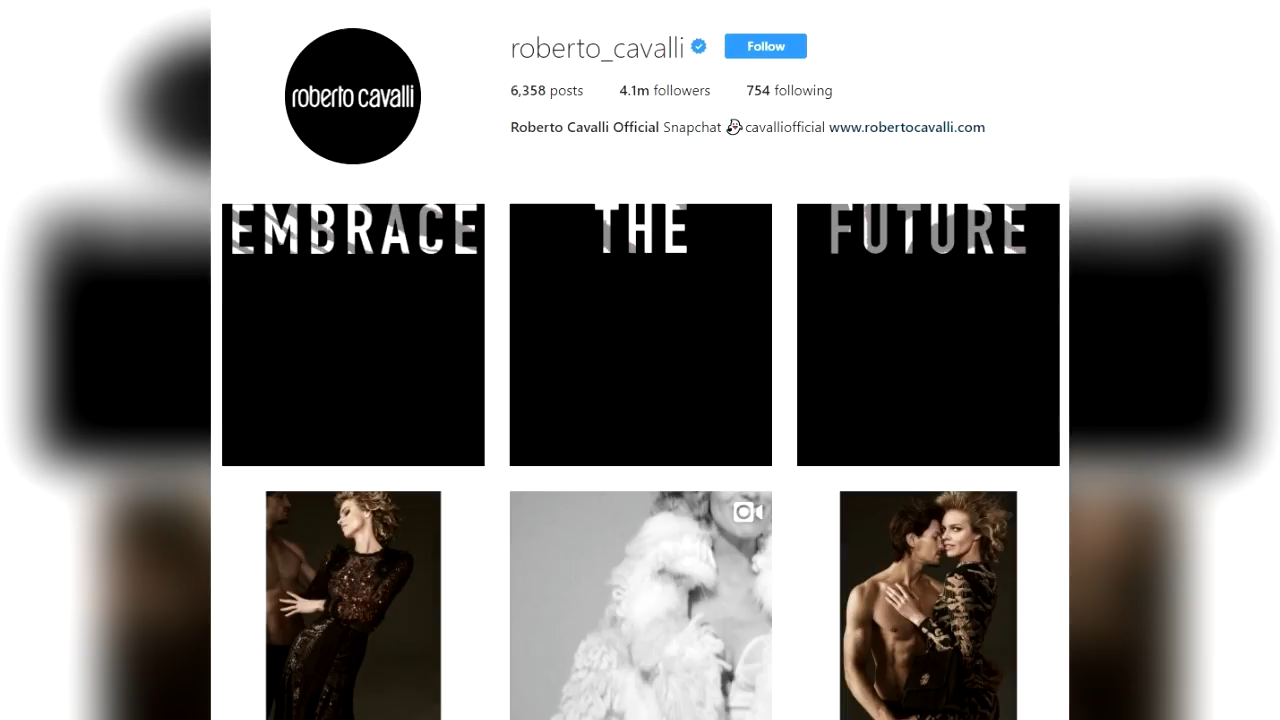 roberto cavalli
roberto_cavalli Follow
6,358 posts 4.1m followers 754 following
Roberto Cavalli Official Snapchat 👻 cavalliofficial www.robertocavalli.com
EMBRACE THE FUTURE